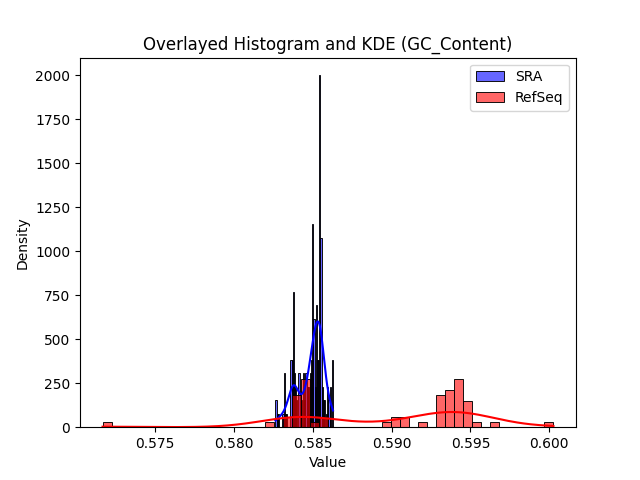 Overlayed Histogram and KDE (GC_Content)
SRA
RefSeq
2000
1750
1500
1250
1000
750
500
250
0
Density
0.575 0.580 0.585 0.590 0.595 0.600
Value